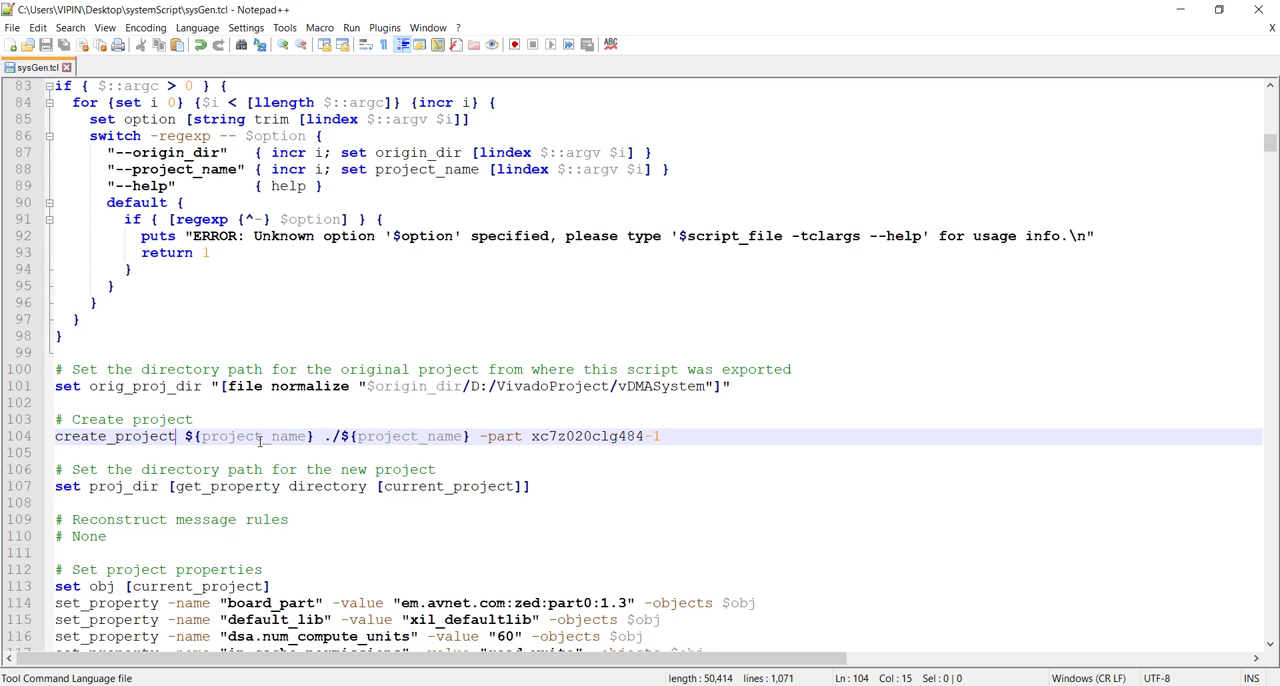 C:\Users\VIPIN\Desktop\systemScript\sysGen.tcl - Notepad++
File Edit Search View Encoding Language Settings Tools Macro Run Plugins Window ? X
sysGen.tcl
83 if { $::argc > 0 } {
84 for {set i 0} {$i < [llength $::argc]} {incr i} {
85 set option [string trim [lindex $::argv $i]]
86 switch -regexp -- $option {
87 "--origin_dir" { incr i; set origin_dir [lindex $::argv $i] }
88 "--project_name" { incr i; set project_name [lindex $::argv $i] }
89 "--help" { help }
90 default {
91 if { [regexp {^-} $option] } {
92 puts "ERROR: Unknown option '$option' specified, please type '$script_file -tclargs --help' for usage info.\n"
93 return 1
94 }
95 }
96 }
97 }
98 }
99
100 # Set the directory path for the original project from where this script was exported
101 set orig_proj_dir "[file normalize "$origin_dir/D:/VivadoProject/vDMASystem"]"
102
103 # Create project
104 create_project ${project_name} ./${project_name} -part xc7z020clg484-1
105
106 # Set the directory path for the new project
107 set proj_dir [get_property directory [current_project]]
108
109 # Reconstruct message rules
110 # None
111
112 # Set project properties
113 set obj [current_project]
114 set_property -name "board_part" -value "em.avnet.com:zed:part0:1.3" -objects $obj
115 set_property -name "default_lib" -value "xil_defaultlib" -objects $obj
116 set_property -name "dsa.num_compute_units" -value "60" -objects $obj
Tool Command Language file length : 50,414 lines : 1,071 Ln : 104 Col : 15 Sel : 0 | 0 Windows (CR LF) UTF-8 INS